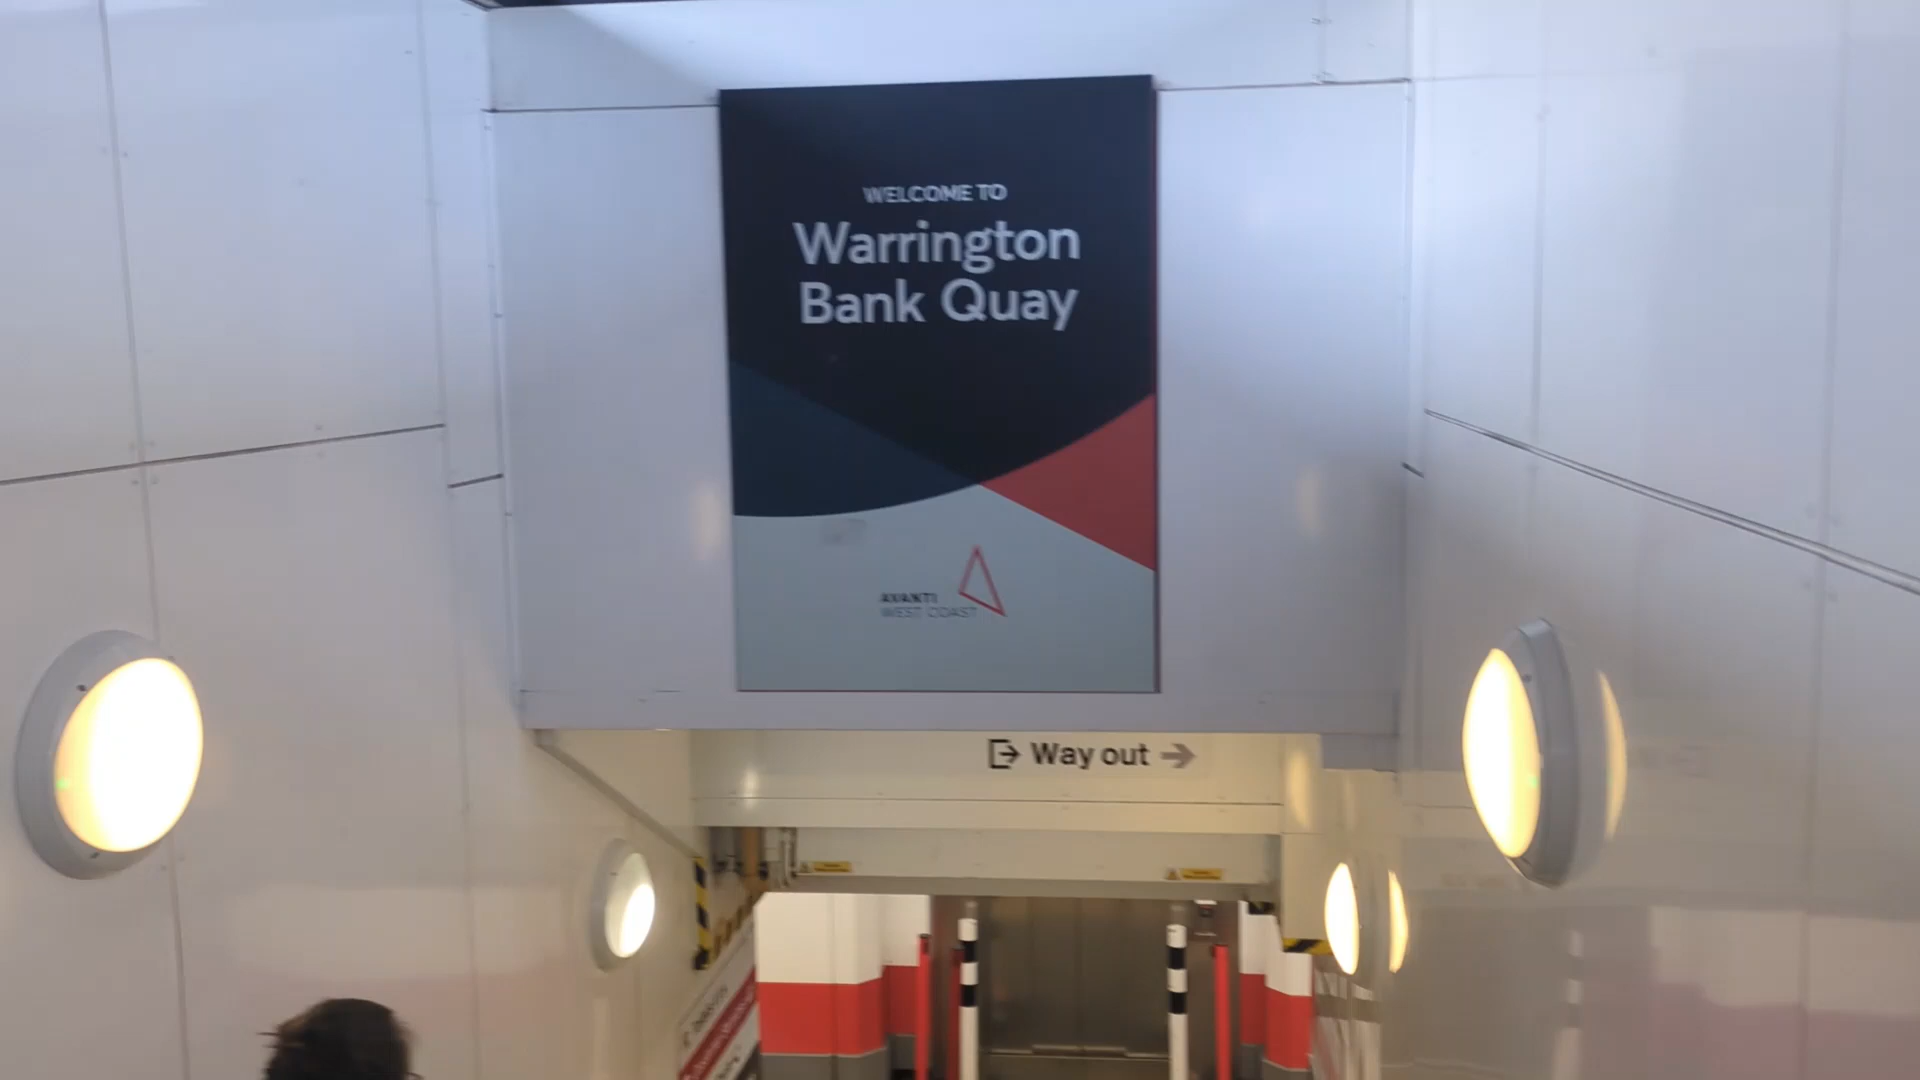 WELCOME TO
Warrington
Bank Quay
AVANTI
WEST COAST
Way out